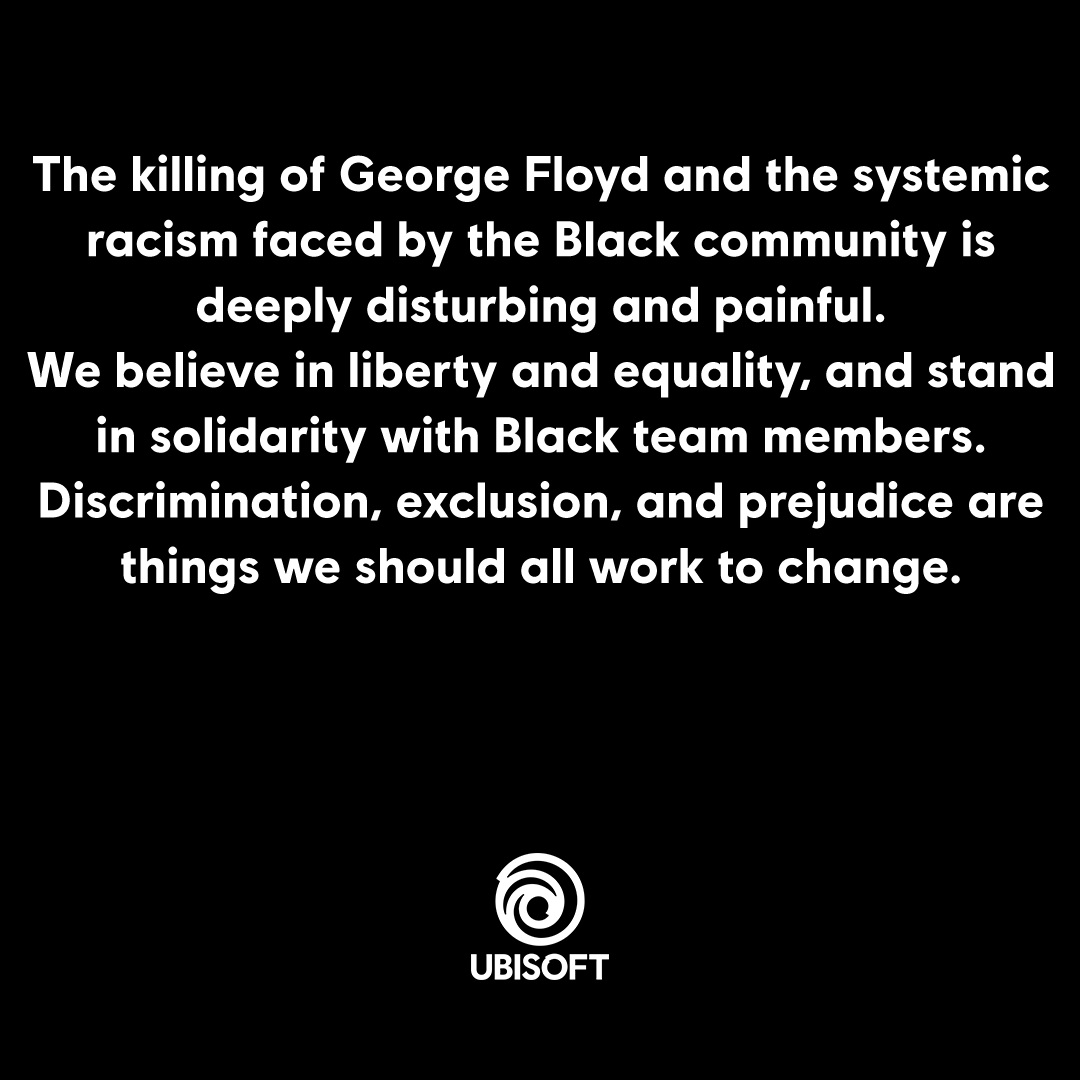 The killing of George Floyd and the systemic
racism faced by the Black community is
deeply disturbing and painful.
We believe in liberty and equality, and stand
in solidarity with Black team members.
Discrimination, exclusion, and prejudice are
things we should all work to change.
UBISOFT